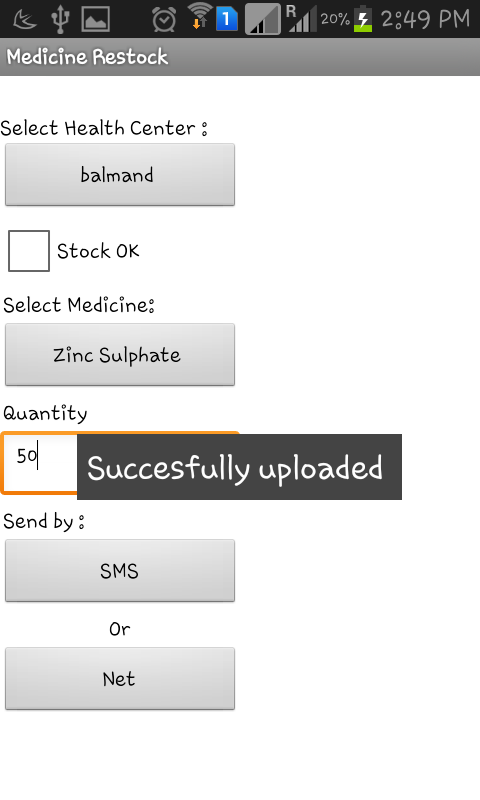 1 R 20% 2:49 PM
Medicine Restock
Select Health Center :
balmand
Stock OK
Select Medicine:
Zinc Sulphate
Quantity
50
Succesfully uploaded
Send by :
SMS
Or
Net